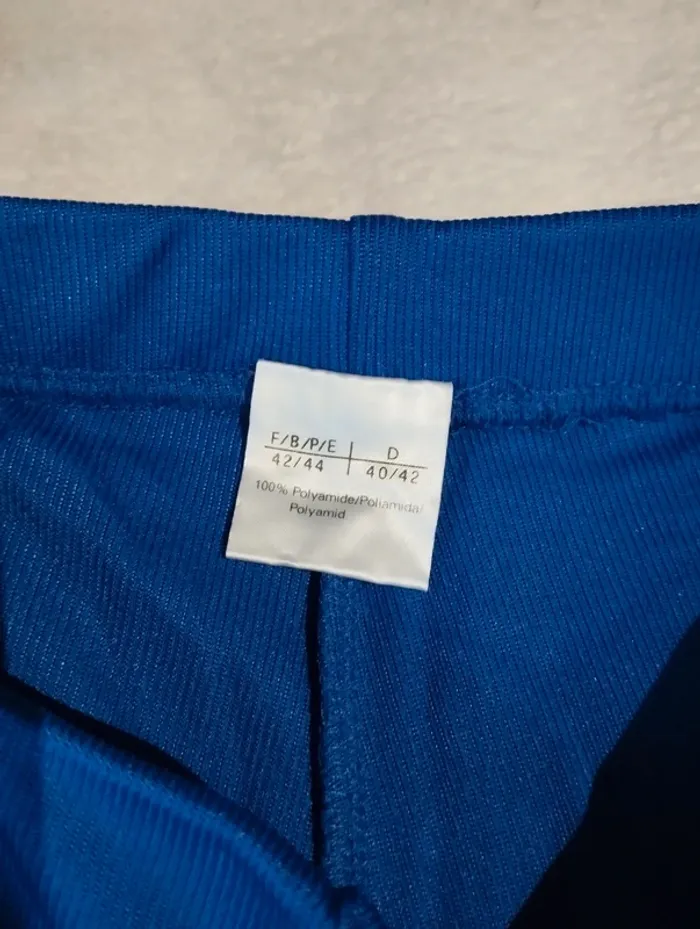 F/B/P/E | D
42/44 | 40/42
100% Polyamide/Poliamida/
Polyamid